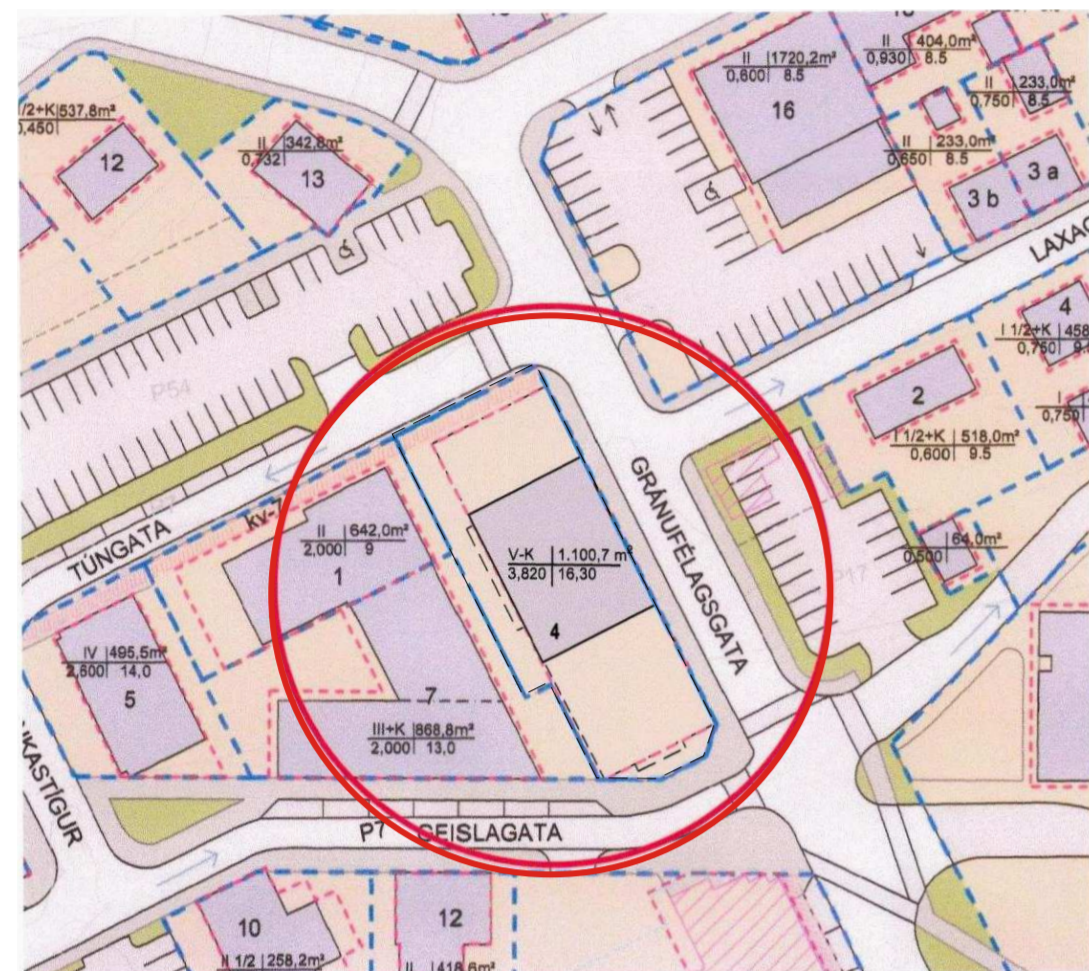 II 1720,2m²
0,600 8.5
16
II 404,0m²
0,930 8.5
II 233,0m²
0,750 8.5
II 233,0m²
0,650 8.5
3 a
3 b
LAXAG
1/2+K 537,8m²
0,450
12
II 342,8m²
0,732
13
4
I 1/2+K 458
0,750
2
I 1/2+K 518,0m²
0,600 9.5
0,750
P54
GRÁNUFÉLAGSGATA
TÚNGATA
kv-1
II 642,0m²
2,000 9
1
V-K 1.100,7 m²
3,820 16,30
4
64,0m²
0,500
P17
IV 495,5m²
2,600 14,0
5
7
III+K 868,8m²
2,000 13,0
UKASTÍGUR
P7
GEISLAGATA
10
II 1/2 258,2m²
12
II 418,6m²